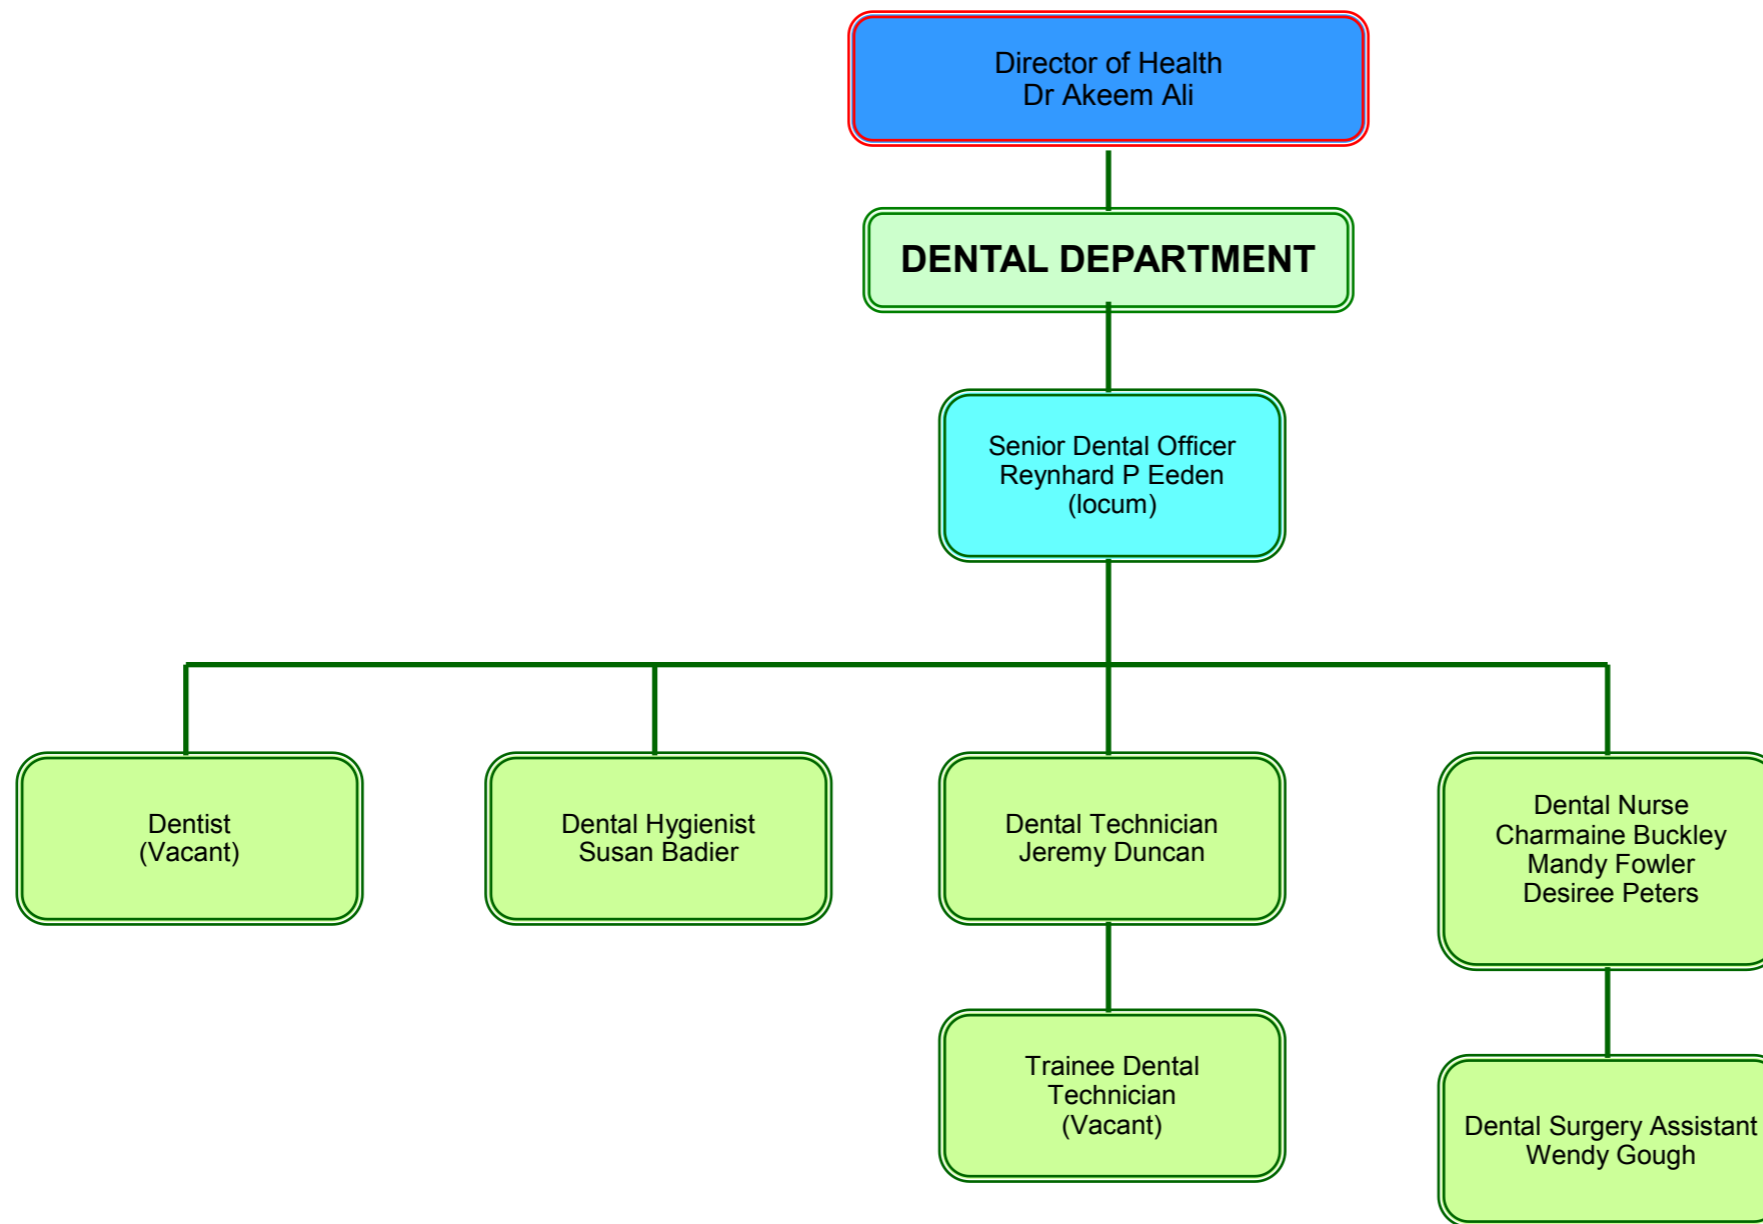 Director of Health
Dr Akeem Ali
DENTAL DEPARTMENT
Senior Dental Officer
Reynhard P Eeden
(locum)
Dentist
(Vacant)
Dental Hygienist
Susan Badier
Dental Technician
Jeremy Duncan
Dental Nurse
Charmaine Buckley
Mandy Fowler
Desiree Peters
Trainee Dental
Technician
(Vacant)
Dental Surgery Assistant
Wendy Gough